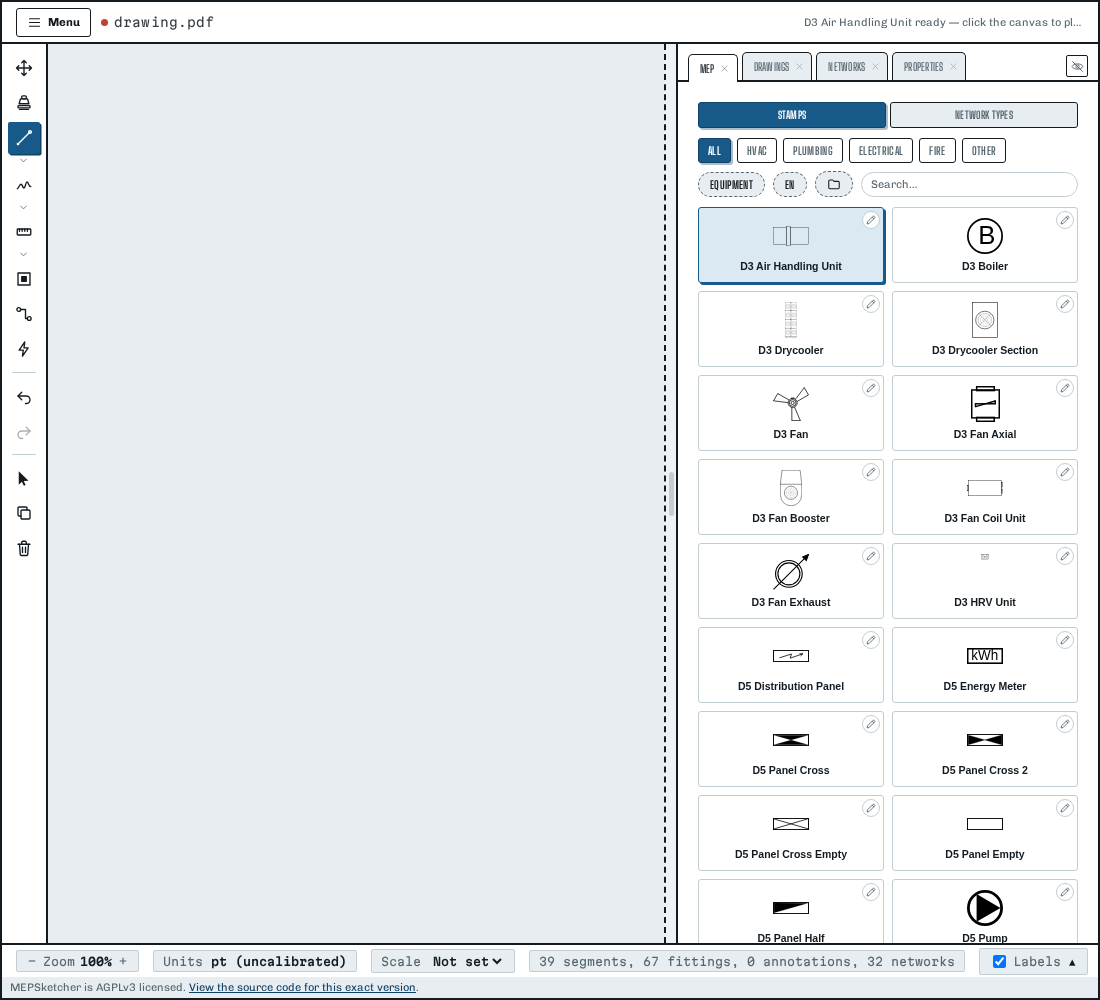 Menu
drawing.pdf
D3 Air Handling Unit ready — click the canvas to pl…
MEP
DRAWINGS
NETWORKS
PROPERTIES
STAMPS
NETWORK TYPES
ALL
HVAC
PLUMBING
ELECTRICAL
FIRE
OTHER
EQUIPMENT
EN
Search...
D3 Air Handling Unit
B
D3 Boiler
D3 Drycooler
D3 Drycooler Section
D3 Fan
D3 Fan Axial
D3 Fan Booster
D3 Fan Coil Unit
D3 Fan Exhaust
D3 HRV Unit
D5 Distribution Panel
kWh
D5 Energy Meter
D5 Panel Cross
D5 Panel Cross 2
D5 Panel Cross Empty
D5 Panel Empty
D5 Panel Half
D5 Pump
− Zoom 100% +
Units pt (uncalibrated)
Scale Not set
39 segments, 67 fittings, 0 annotations, 32 networks
Labels ▲
MEPSketcher is AGPLv3 licensed. View the source code for this exact version.